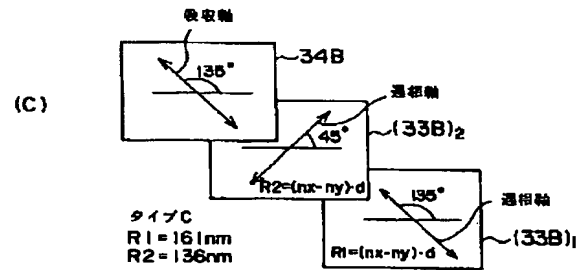 (C)
吸収軸
135°
34B
遅相軸
45°
(33B)2
R2=(nx-ny)·d
遅相軸
135°
(33B)1
R1=(nx-ny)·d
タイプC
R1=161nm
R2=136nm